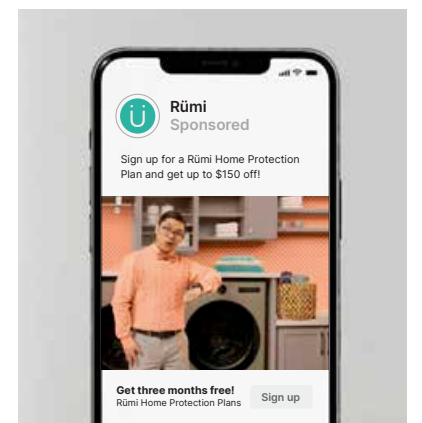 Ü
Rümi
Sponsored
Sign up for a Rümi Home Protection
Plan and get up to $150 off!
Get three months free!
Rümi Home Protection Plans
Sign up